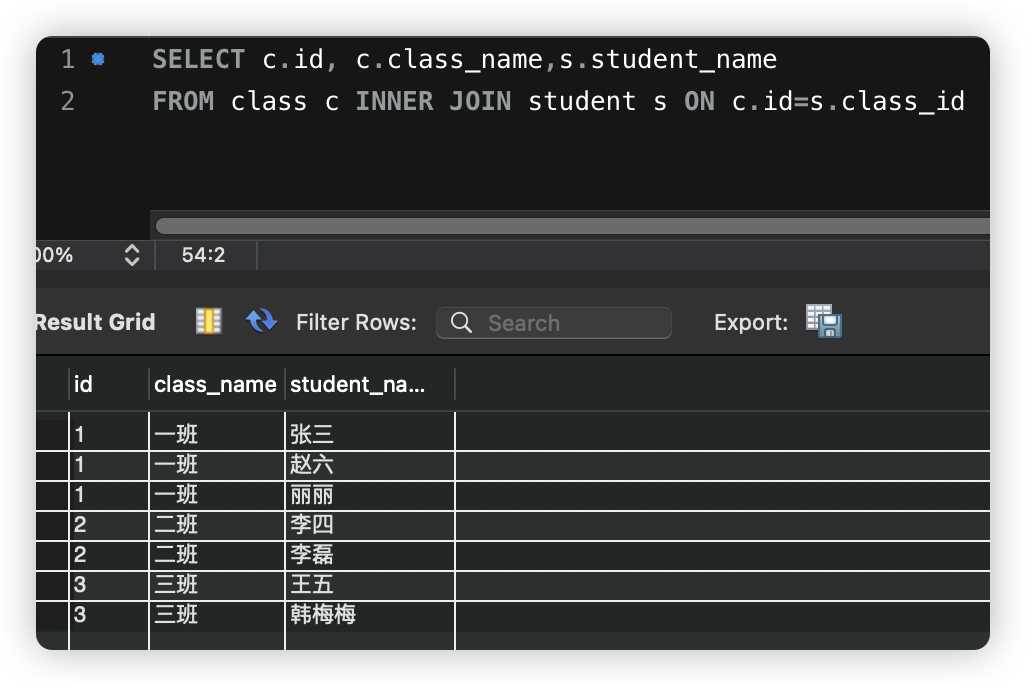 1 SELECT c.id, c.class_name,s.student_name
2 FROM class c INNER JOIN student s ON c.id=s.class_id
00% 54:2
Result Grid Filter Rows: Search Export:
id class_name student_na...
1 一班 张三
1 一班 赵六
1 一班 丽丽
2 二班 李四
2 二班 李磊
3 三班 王五
3 三班 韩梅梅